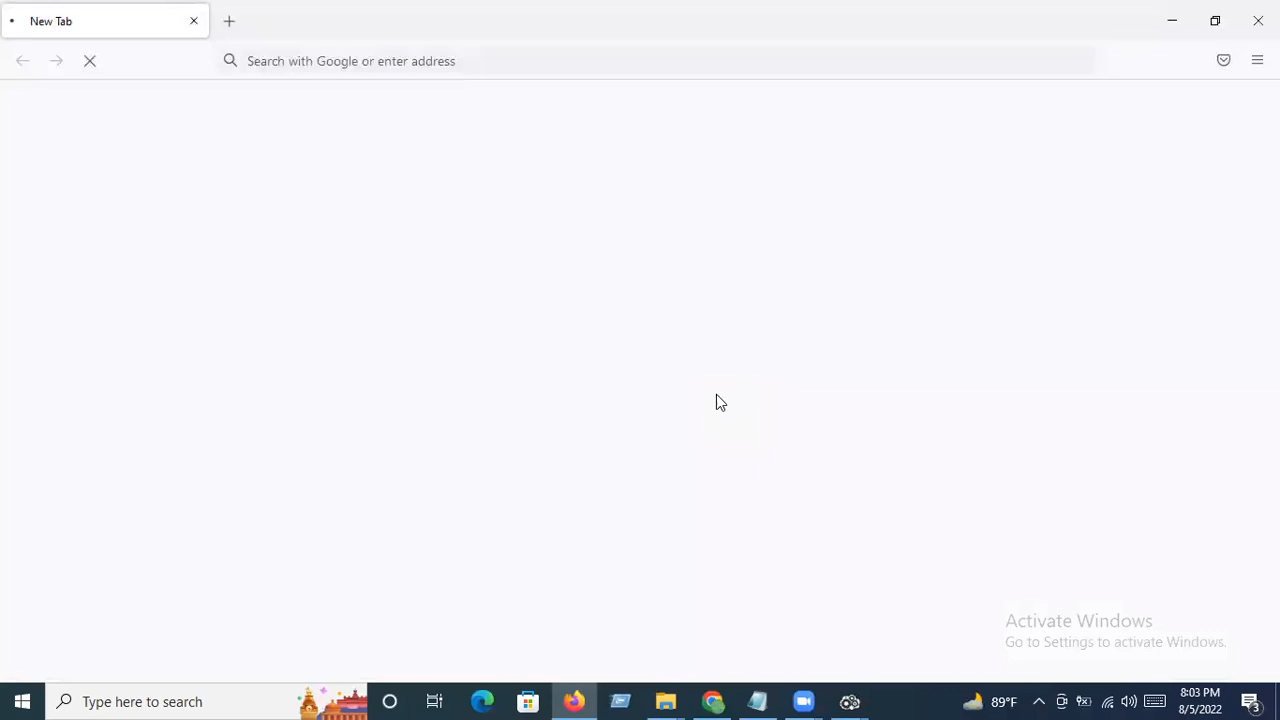 New Tab
Search with Google or enter address
Activate Windows
Go to Settings to activate Windows.
Type here to search
89°F
8:03 PM
8/5/2022
3